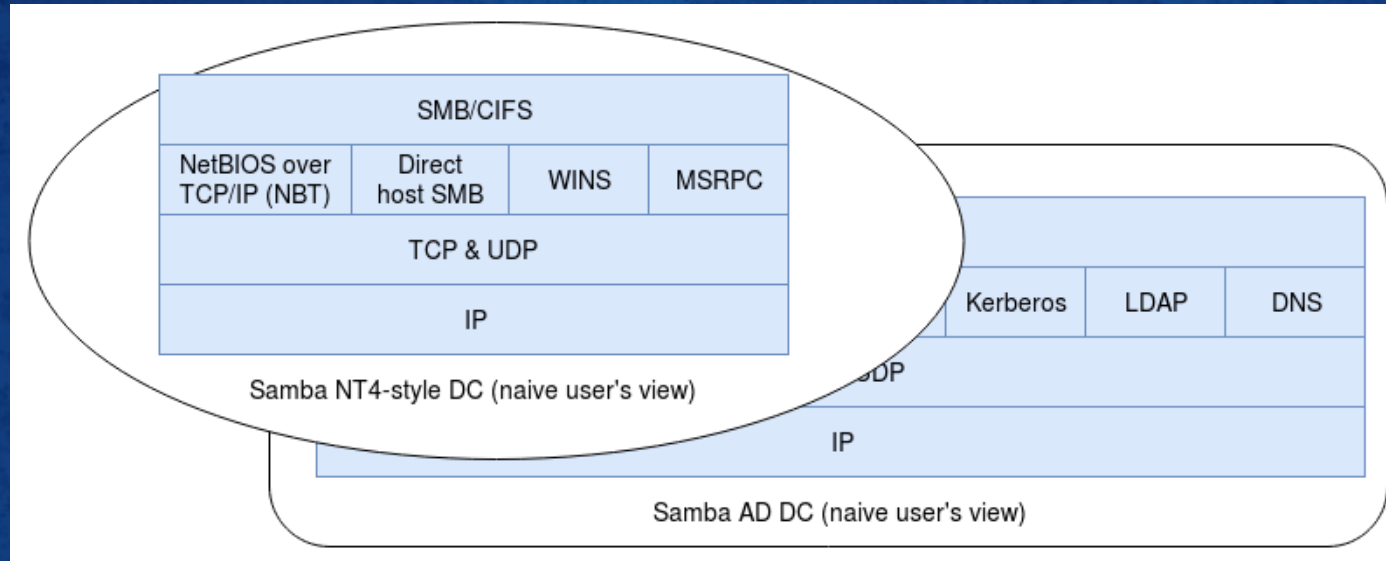 SMB/CIFS
NetBIOS over
TCP/IP (NBT)
Direct
host SMB
WINS
MSRPC
TCP & UDP
IP
Samba NT4-style DC (naive user's view)
Kerberos
LDAP
DNS
IP
Samba AD DC (naive user's view)